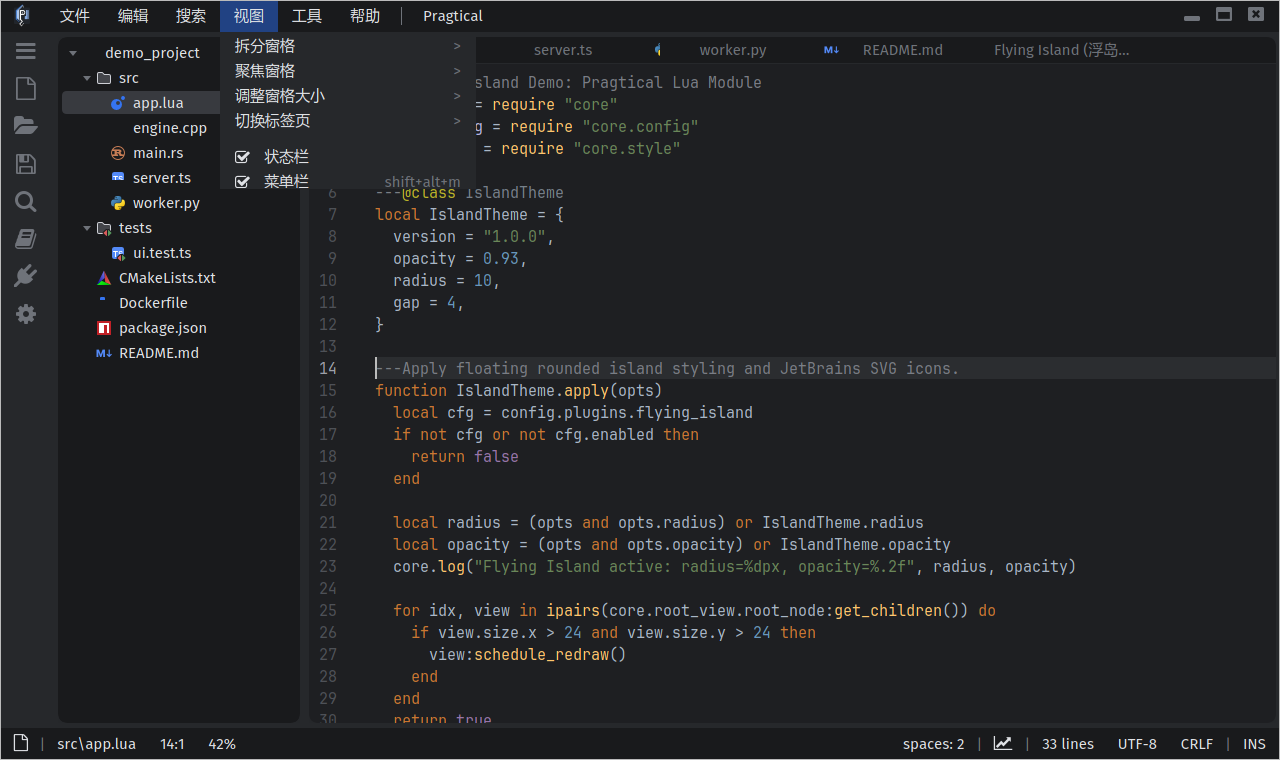 文件 编辑 搜索 视图 工具 帮助 Pragtical
拆分窗格 >
聚焦窗格 >
调整窗格大小 >
切换标签页 >
状态栏
菜单栏 shift+alt+m
demo_project
src
app.lua
engine.cpp
main.rs
server.ts
worker.py
tests
ui.test.ts
CMakeLists.txt
Dockerfile
package.json
README.md
server.ts worker.py README.md Flying Island (浮岛...
sland Demo: Pragtical Lua Module
= require "core"
g = require "core.config"
= require "core.style"
6 ---@class IslandTheme
7 local IslandTheme = {
8 version = "1.0.0",
9 opacity = 0.93,
10 radius = 10,
11 gap = 4,
12 }
13
14 ---Apply floating rounded island styling and JetBrains SVG icons.
15 function IslandTheme.apply(opts)
16 local cfg = config.plugins.flying_island
17 if not cfg or not cfg.enabled then
18 return false
19 end
20
21 local radius = (opts and opts.radius) or IslandTheme.radius
22 local opacity = (opts and opts.opacity) or IslandTheme.opacity
23 core.log("Flying Island active: radius=%dpx, opacity=%.2f", radius, opacity)
24
25 for idx, view in ipairs(core.root_view.root_node:get_children()) do
26 if view.size.x > 24 and view.size.y > 24 then
27 view:schedule_redraw()
28 end
29 end
30 return true
src\app.lua 14:1 42% spaces: 2 33 lines UTF-8 CRLF INS